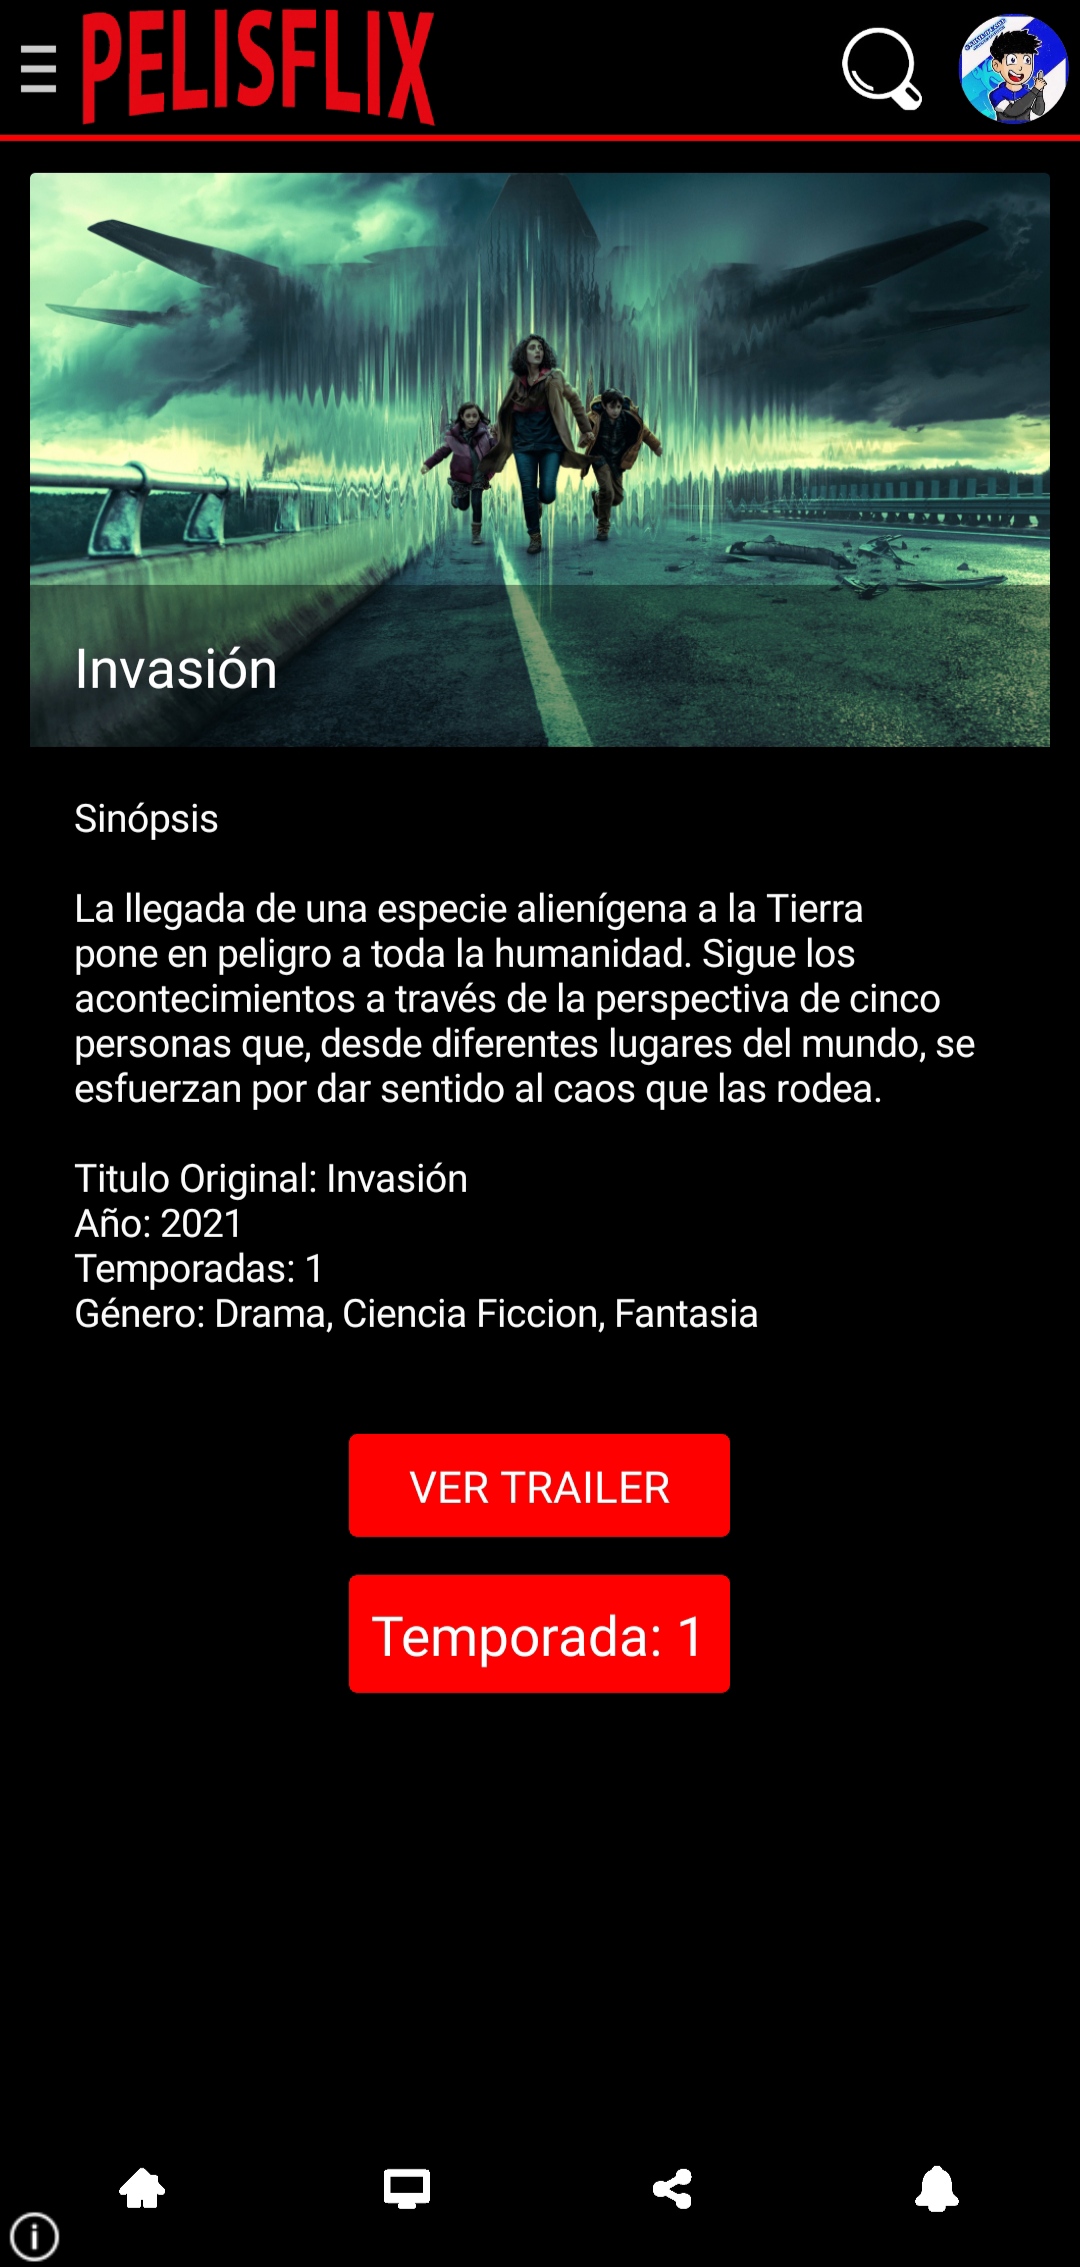 PELISFLIX
Invasión
Sinópsis
La llegada de una especie alienígena a la Tierra
pone en peligro a toda la humanidad. Sigue los
acontecimientos a través de la perspectiva de cinco
personas que, desde diferentes lugares del mundo, se
esfuerzan por dar sentido al caos que las rodea.
Titulo Original: Invasión
Año: 2021
Temporadas: 1
Género: Drama, Ciencia Ficcion, Fantasia
VER TRAILER
Temporada: 1